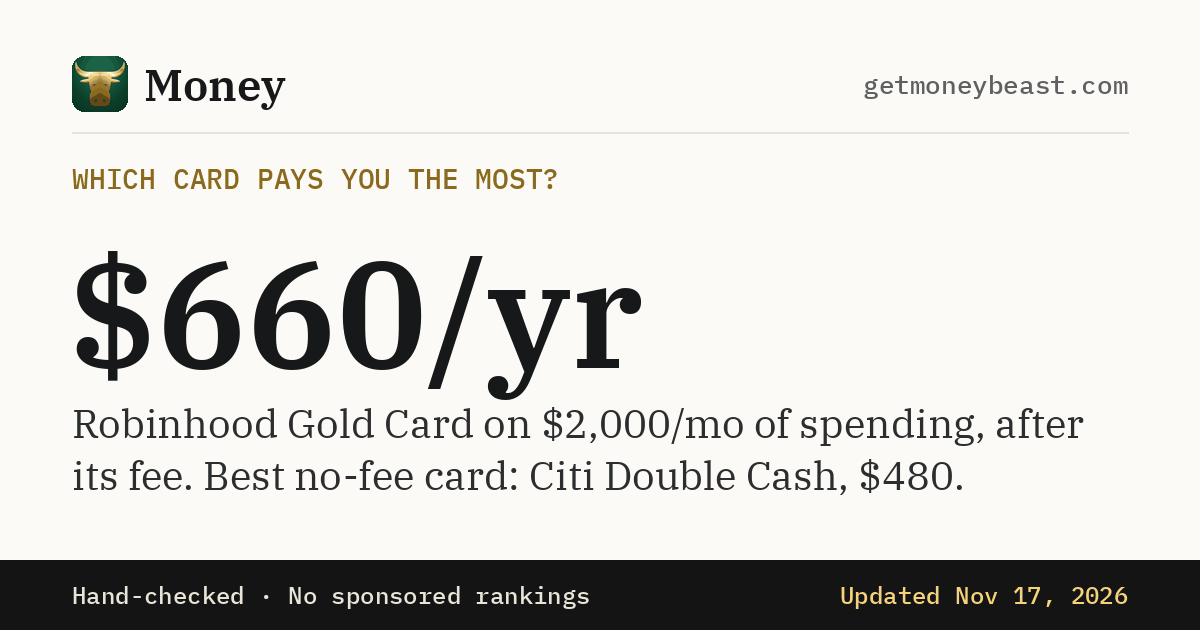 Money
getmoneybeast.com
WHICH CARD PAYS YOU THE MOST?
$660/yr
Robinhood Gold Card on $2,000/mo of spending, after
its fee. Best no-fee card: Citi Double Cash, $480.
Hand-checked · No sponsored rankings
Updated Nov 17, 2026